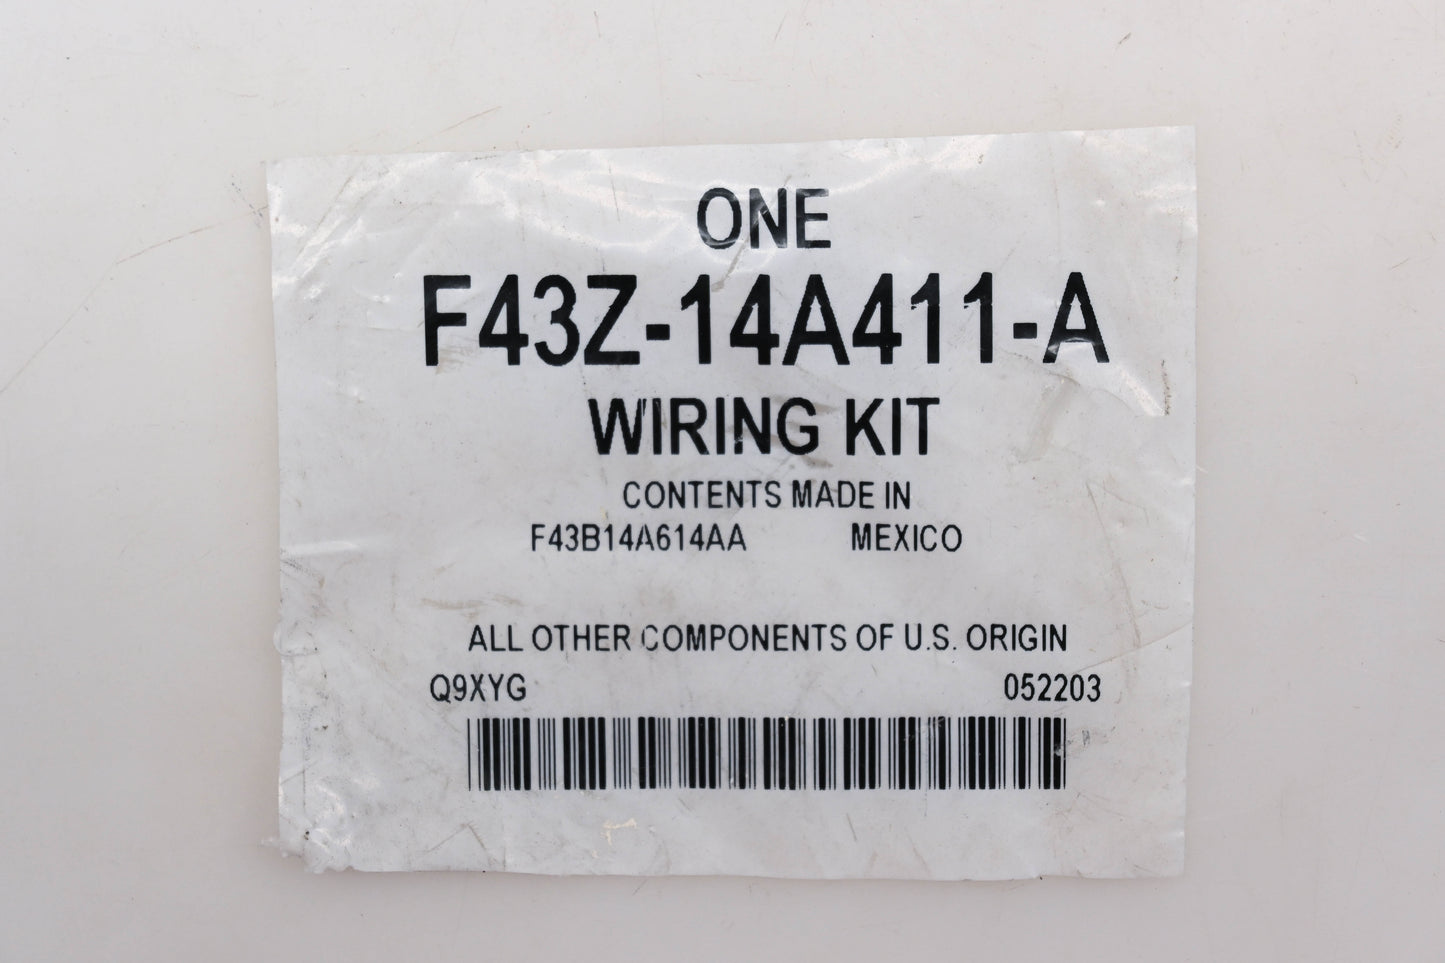 ONE
F43Z-14A411-A
WIRING KIT
CONTENTS MADE IN
F43B14A614AA MEXICO
ALL OTHER COMPONENTS OF U.S. ORIGIN
Q9XYG 052203